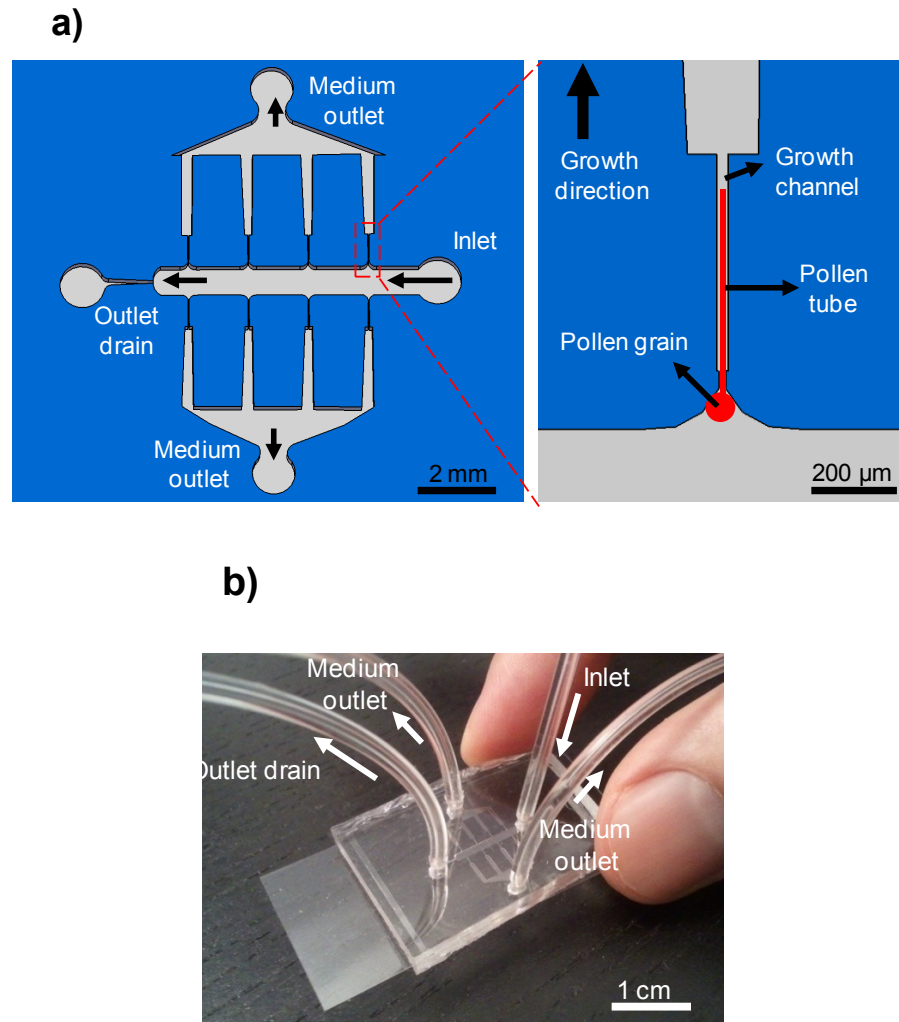 a)
Medium
outlet
Inlet
Outlet
drain
Medium
outlet
2 mm
Growth
direction
Growth
channel
Pollen
tube
Pollen grain
200 µm
b)
Medium
outlet
Inlet
Outlet drain
Medium
outlet
1 cm